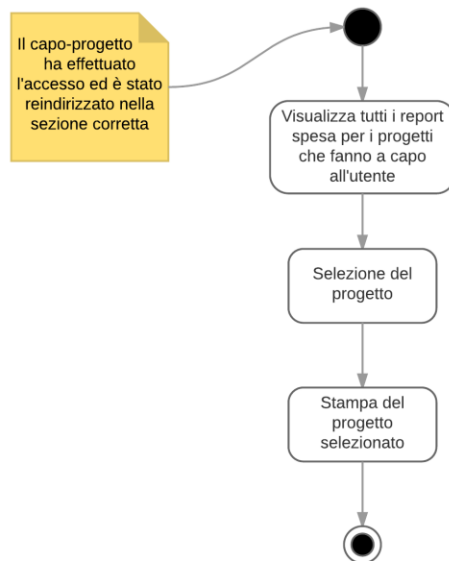 Il capo-progetto
ha effettuato
l'accesso ed è stato
reindirizzato nella
sezione corretta
Visualizza tutti i report
spesa per i progetti
che fanno a capo
all'utente
Selezione del
progetto
Stampa del
progetto
selezionato